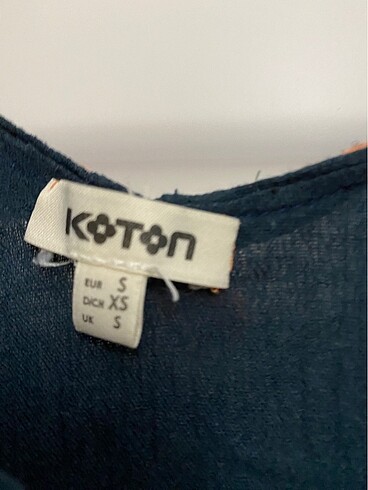 KOTON
EUR S
D/CH XS
UK S